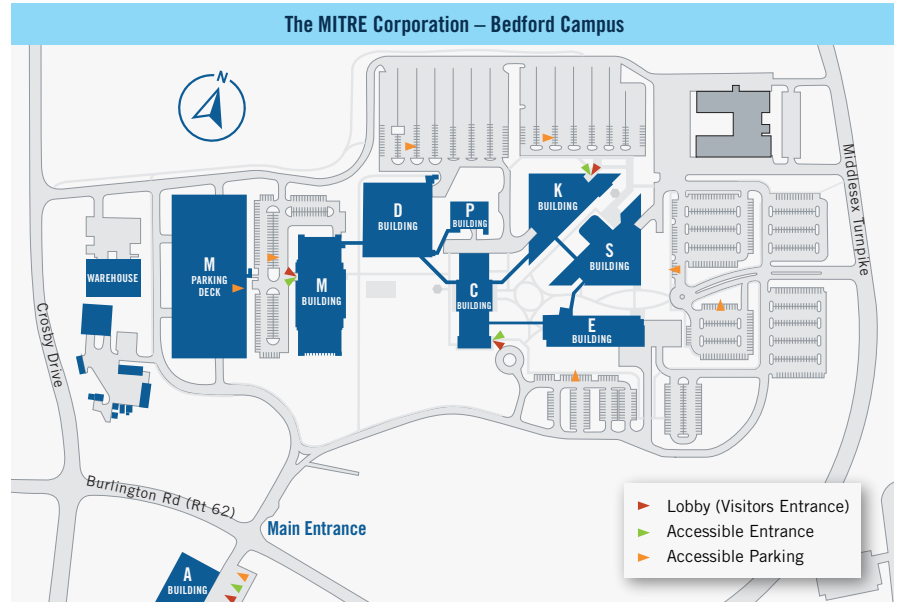 The MITRE Corporation – Bedford Campus
N
K
BUILDING
D
BUILDING
P
BUILDING
S
BUILDING
M
PARKING
DECK
WAREHOUSE
M
BUILDING
C
BUILDING
E
BUILDING
Middlesex Turnpike
Crosby Drive
Burlington Rd (Rt 62)
Main Entrance
A
BUILDING
Lobby (Visitors Entrance)
Accessible Entrance
Accessible Parking